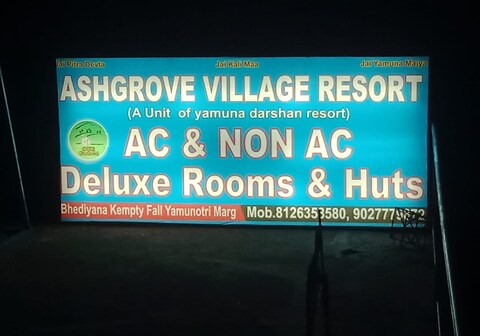 Jai Pitra Devta Jai Kali Maa Jai Yamuna Maiya
ASHGROVE VILLAGE RESORT
(A Unit of yamuna darshan resort)
AC & NON AC
Deluxe Rooms & Huts
Bhediyana Kempty Fall Yamunotri Marg Mob.8126353580,